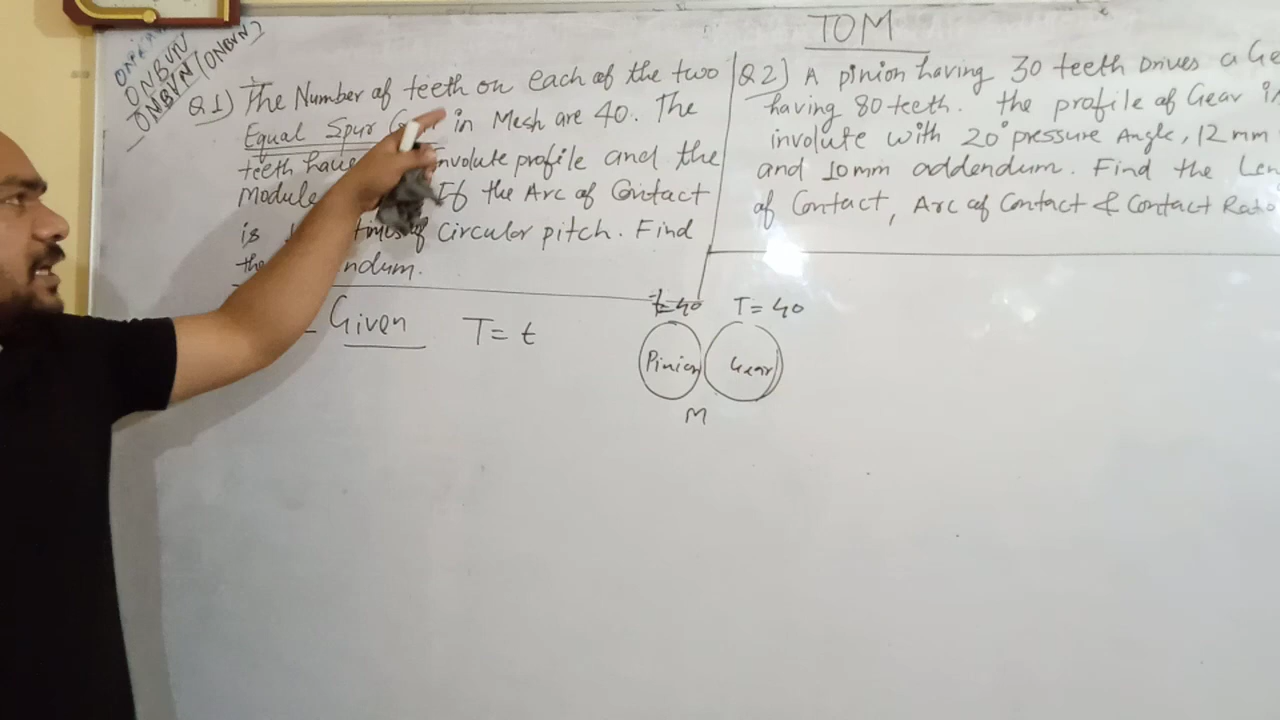 TOM
ONBVN
ONBVN (ONBVN)
Q1) The Number of teeth on each of the two
Equal Spur in Mesh are 40. The
teeth have involute profile and the
Module If the Arc of Contact
is times of circular pitch. Find
the
Q2) A pinion having 30 teeth Drives a
having 80 teeth. the profile of Gear
involute with 20° pressure Angle, 12 mm
and 10mm addendum. Find the
of Contact, Arc of Contact & Contact Ratio
Given T = t
t=40 T=40
Pinion Gear
M